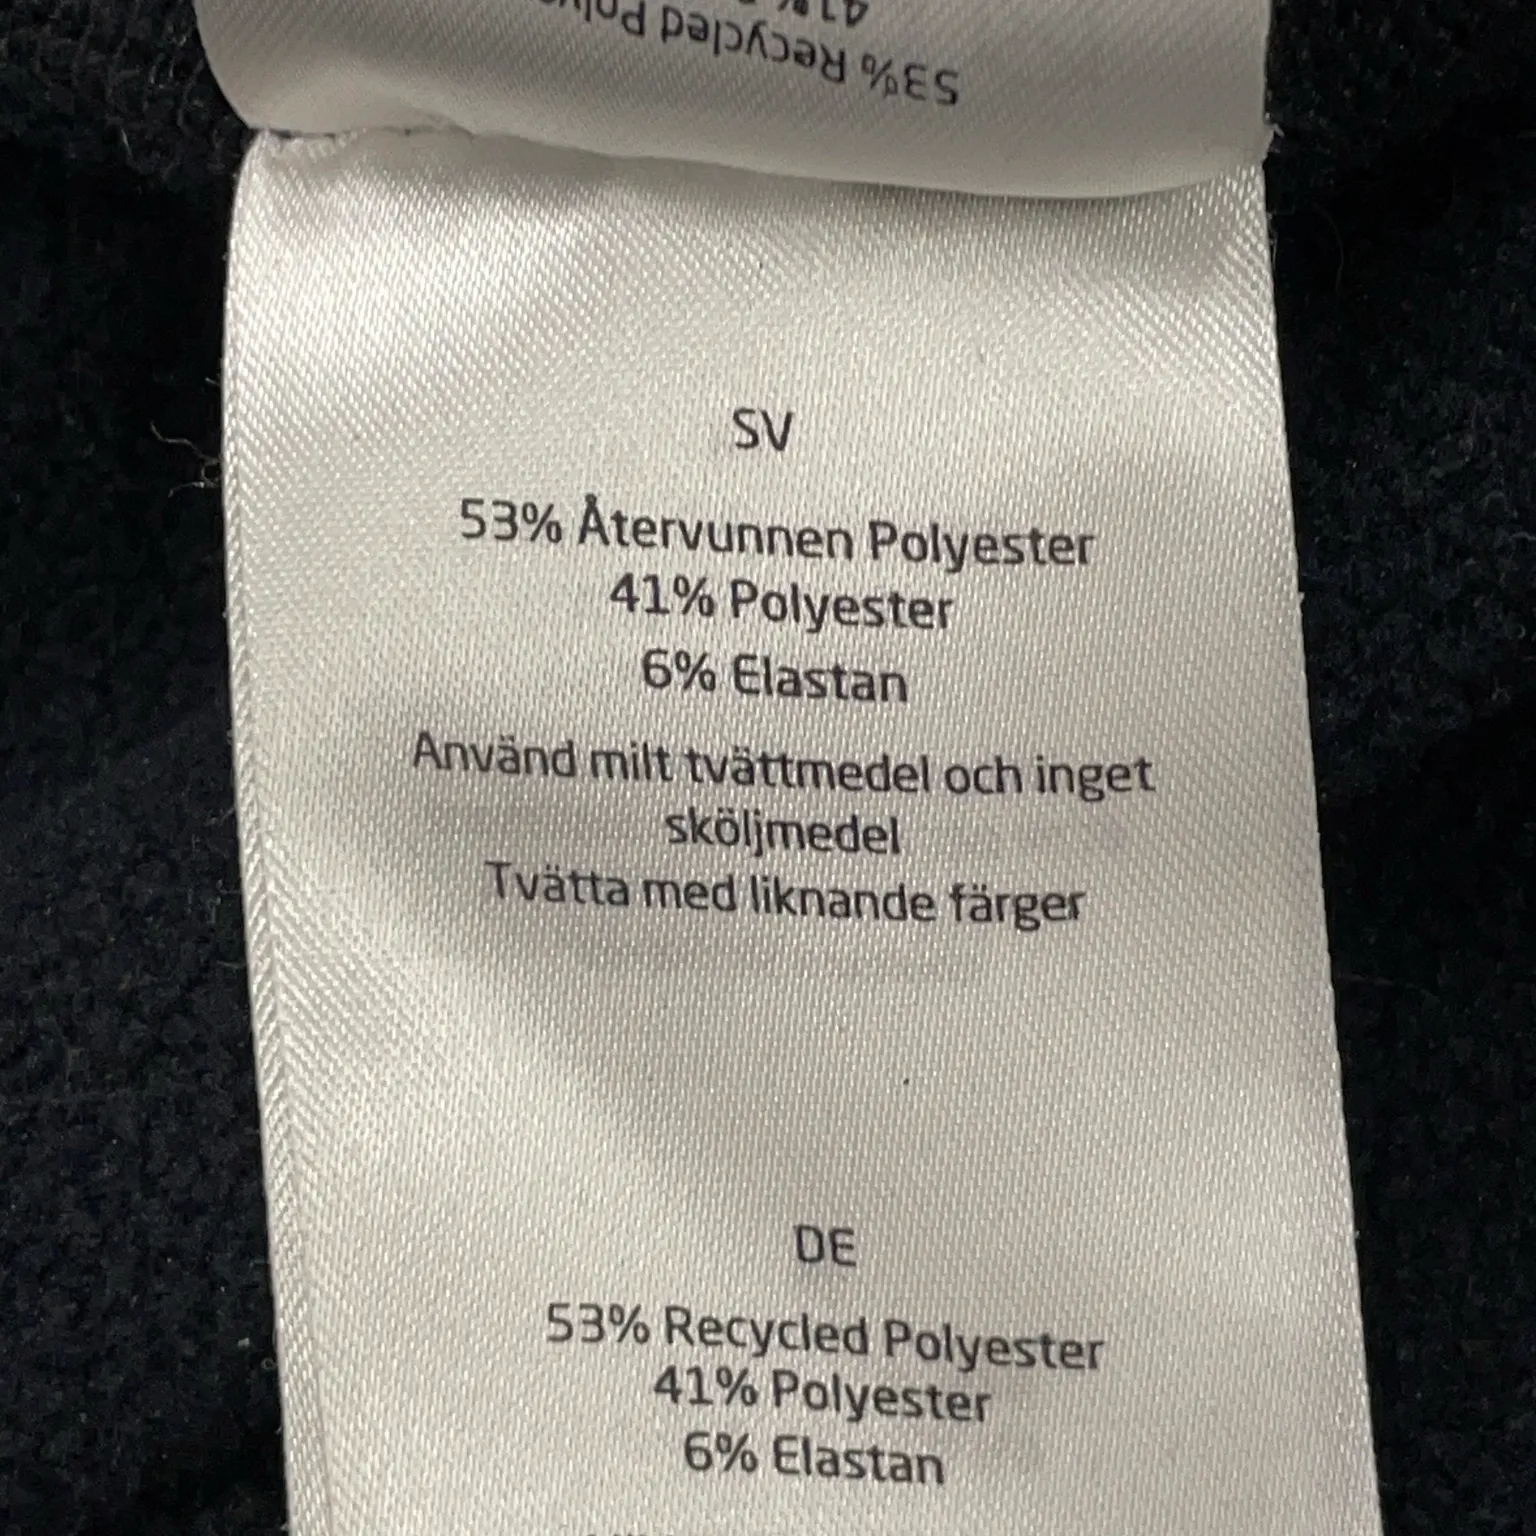 41%
53% Recycled
SV
53% Återvunnen Polyester
41% Polyester
6% Elastan
Använd milt tvättmedel och inget
sköljmedel
Tvätta med liknande färger
DE
53% Recycled Polyester
41% Polyester
6% Elastan